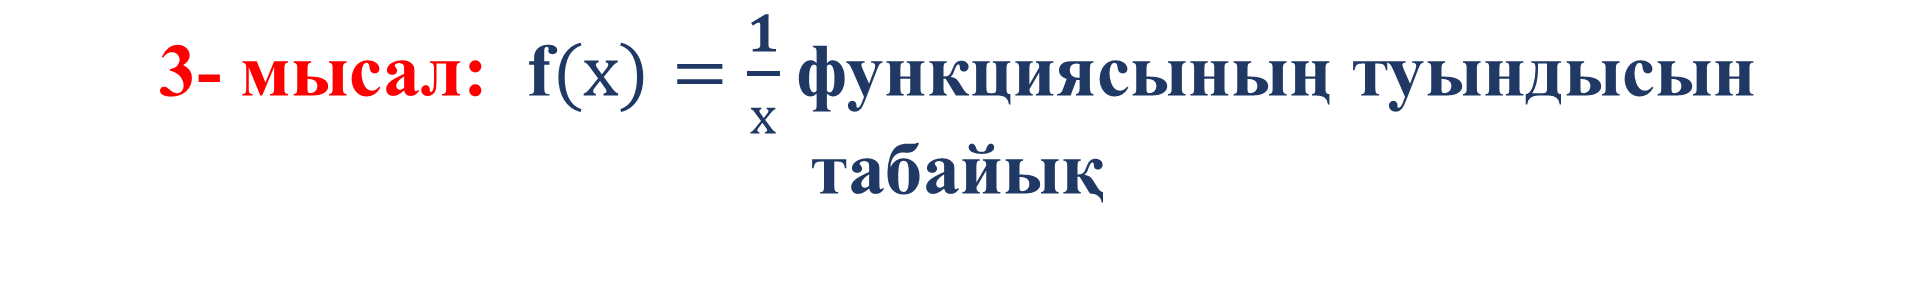 3- мысал: f(x) = 1/x функциясының туындысын
табайық